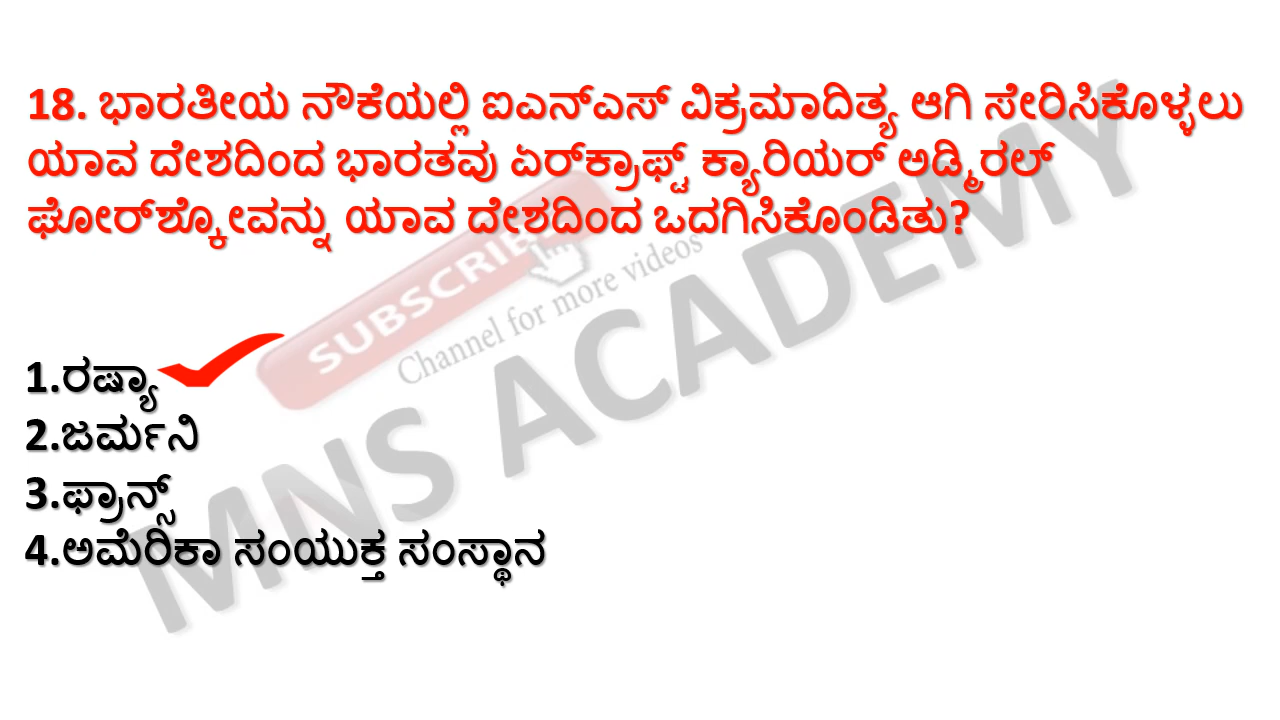 18. ಭಾರತೀಯ ನೌಕೆಯಲ್ಲಿ ಐಎನ್ಎಸ್ ವಿಕ್ರಮಾದಿತ್ಯ ಆಗಿ ಸೇರಿಸಿಕೊಳ್ಳಲು
ಯಾವ ದೇಶದಿಂದ ಭಾರತವು ಏರ್‌ಕ್ರಾಫ್ಟ್ ಕ್ಯಾರಿಯರ್ ಅಡ್ಮಿರಲ್
ಘೋರ್‌ಶ್ಕೋವನ್ನು ಯಾವ ದೇಶದಿಂದ ಒದಗಿಸಿಕೊಂಡಿತು?
SUBSCRIBE
Channel for more videos
MNS ACADEMY
1.ರಷ್ಯಾ
2.ಜರ್ಮನಿ
3.ಫ್ರಾನ್ಸ್
4.ಅಮೆರಿಕಾ ಸಂಯುಕ್ತ ಸಂಸ್ಥಾನ